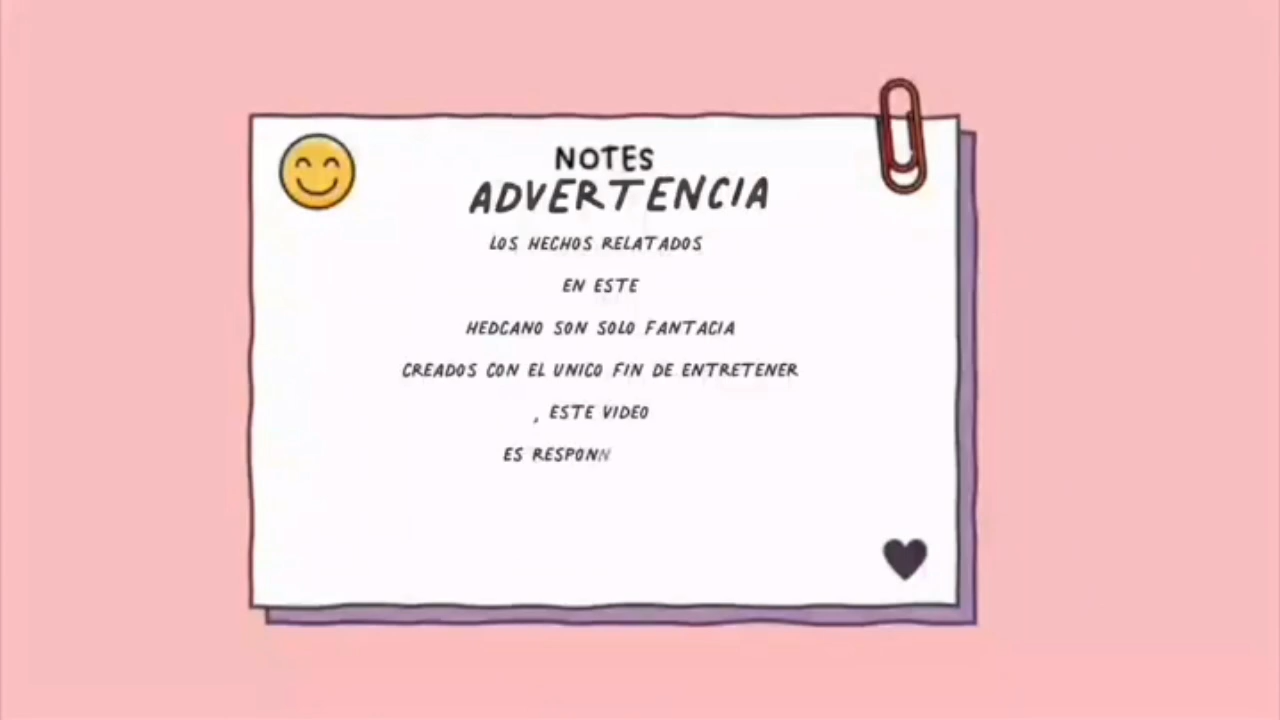 NOTES
ADVERTENCIA
LOS HECHOS RELATADOS
EN ESTE
HEDCANO SON SOLO FANTACIA
CREADOS CON EL UNICO FIN DE ENTRETENER
, ESTE VIDEO
ES RESPONN